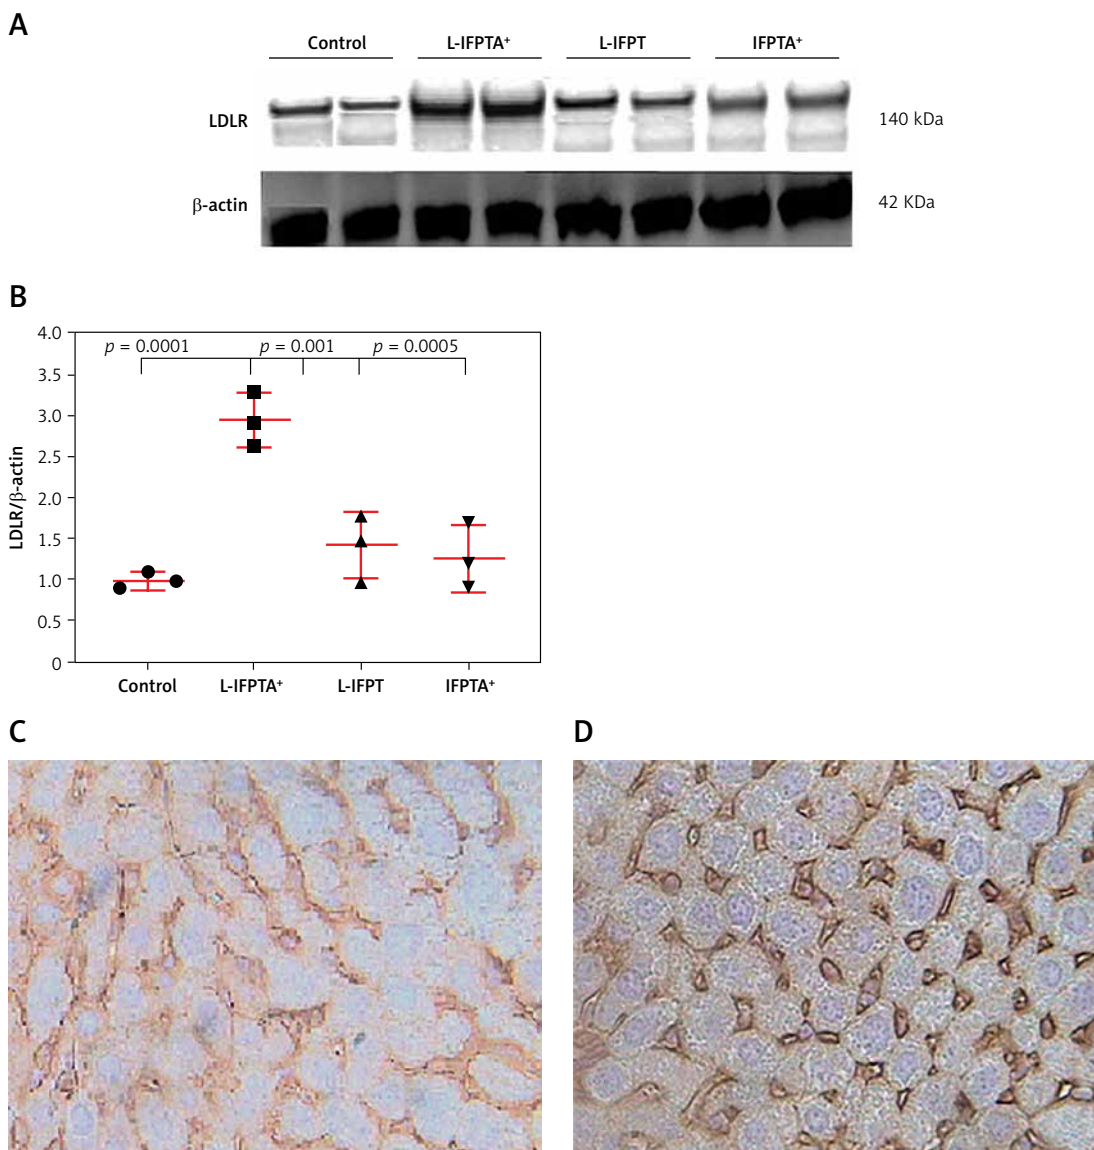 A
Control L-IFPTA⁺ L-IFPT IFPTA⁺
LDLR
140 kDa
β-actin
42 KDa
B
4.0
3.5
3.0
2.5
2.0
1.5
1.0
0.5
0
LDLR/β-actin
p = 0.0001 p = 0.001 p = 0.0005
Control L-IFPTA⁺ L-IFPT IFPTA⁺
C
D